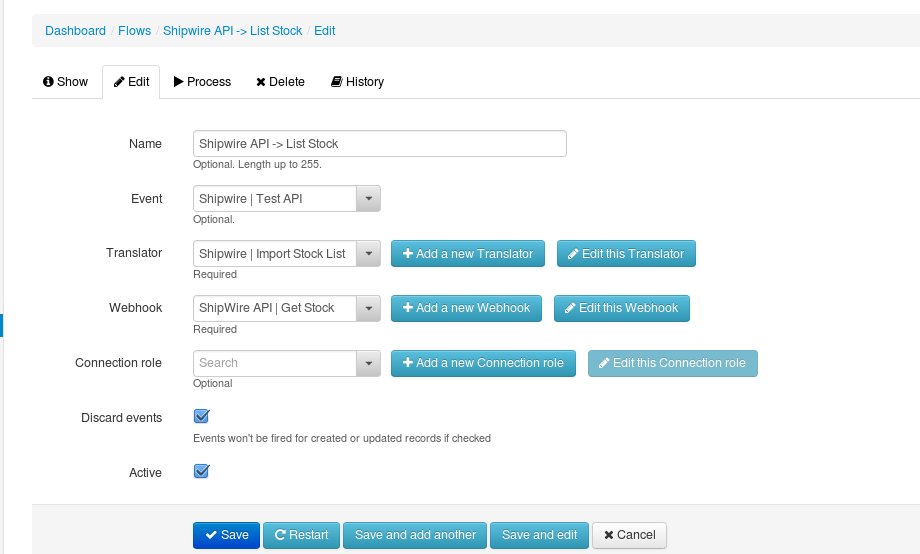 Dashboard / Flows / Shipwire API -> List Stock / Edit
Show Edit Process Delete History
Name Shipwire API -> List Stock
Optional. Length up to 255.
Event Shipwire | Test API
Optional.
Translator Shipwire | Import Stock List Add a new Translator Edit this Translator
Required
Webhook ShipWire API | Get Stock Add a new Webhook Edit this Webhook
Required
Connection role Search Add a new Connection role Edit this Connection role
Optional
Discard events
Events won't be fired for created or updated records if checked
Active
Save Restart Save and add another Save and edit Cancel